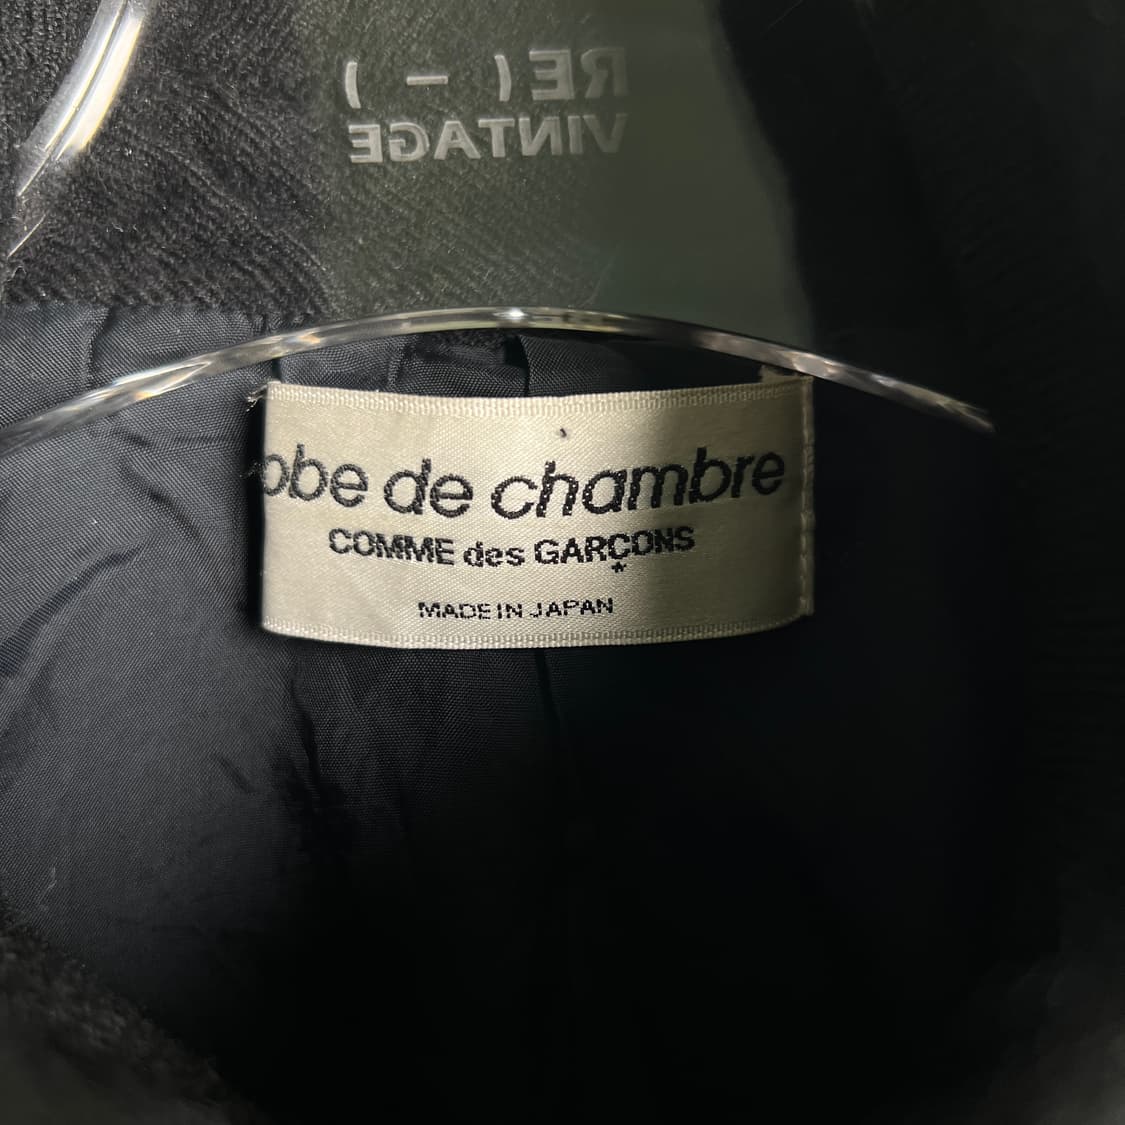 RE(-)
VINTAGE
obe de chambre
COMME des GARÇONS
MADE IN JAPAN